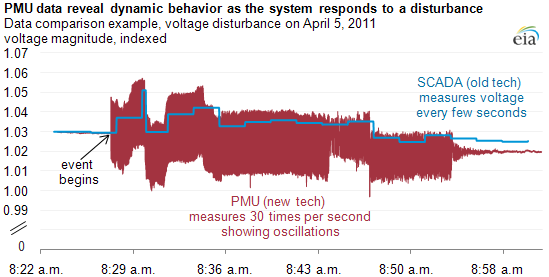 PMU data reveal dynamic behavior as the system responds to a disturbance
Data comparison example, voltage disturbance on April 5, 2011
voltage magnitude, indexed
eia
1.07
1.06
1.05
1.04
1.03
1.02
1.01
1.00
0.99
0
SCADA (old tech)
measures voltage
every few seconds
event
begins
PMU (new tech)
measures 30 times per second
showing oscillations
8:22 a.m.
8:29 a.m.
8:36 a.m.
8:43 a.m.
8:50 a.m.
8:58 a.m.